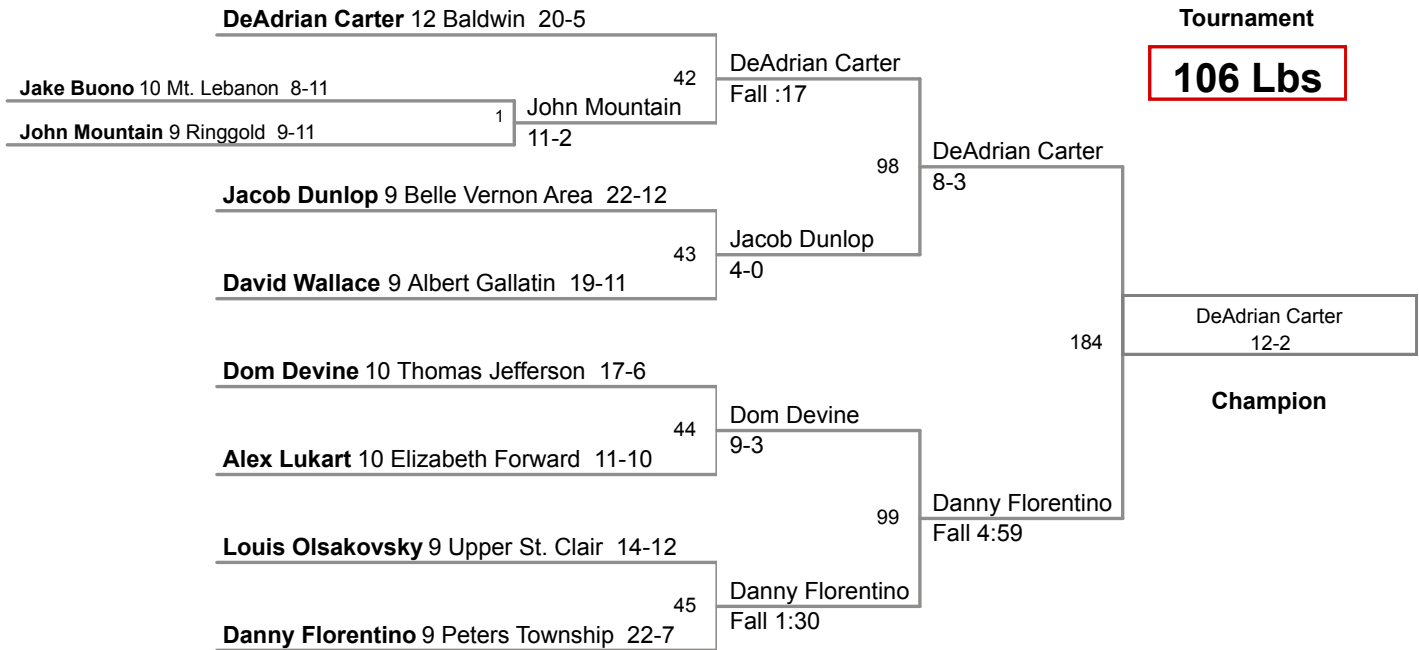 DeAdrian Carter 12 Baldwin 20-5
Tournament
106 Lbs
Jake Buono 10 Mt. Lebanon 8-11
John Mountain 9 Ringgold 9-11
1
John Mountain
11-2
42
DeAdrian Carter
Fall :17
Jacob Dunlop 9 Belle Vernon Area 22-12
David Wallace 9 Albert Gallatin 19-11
43
Jacob Dunlop
4-0
98
DeAdrian Carter
8-3
Dom Devine 10 Thomas Jefferson 17-6
Alex Lukart 10 Elizabeth Forward 11-10
44
Dom Devine
9-3
Louis Olsakovsky 9 Upper St. Clair 14-12
Danny Florentino 9 Peters Township 22-7
45
Danny Florentino
Fall 1:30
99
Danny Florentino
Fall 4:59
184
DeAdrian Carter
12-2
Champion